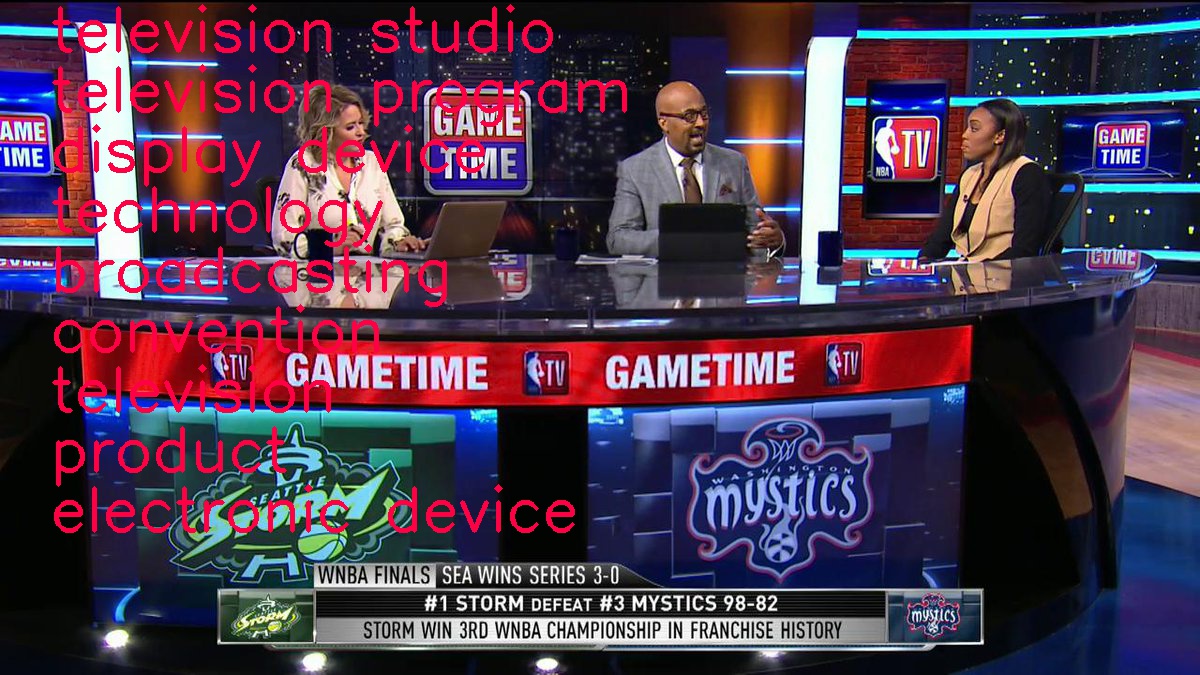 television studio
television program
display device
technology
broadcasting
convention
television
product
electronic device
GAME
TIME
AME
TIME
NBA TV
GAME
TIME
TV GAMETIME TV GAMETIME TV
SEATTLE
STORM
WASHINGTON
mystics
WNBA FINALS SEA WINS SERIES 3-0
#1 STORM DEFEAT #3 MYSTICS 98-82
STORM WIN 3RD WNBA CHAMPIONSHIP IN FRANCHISE HISTORY
STORM
mystics